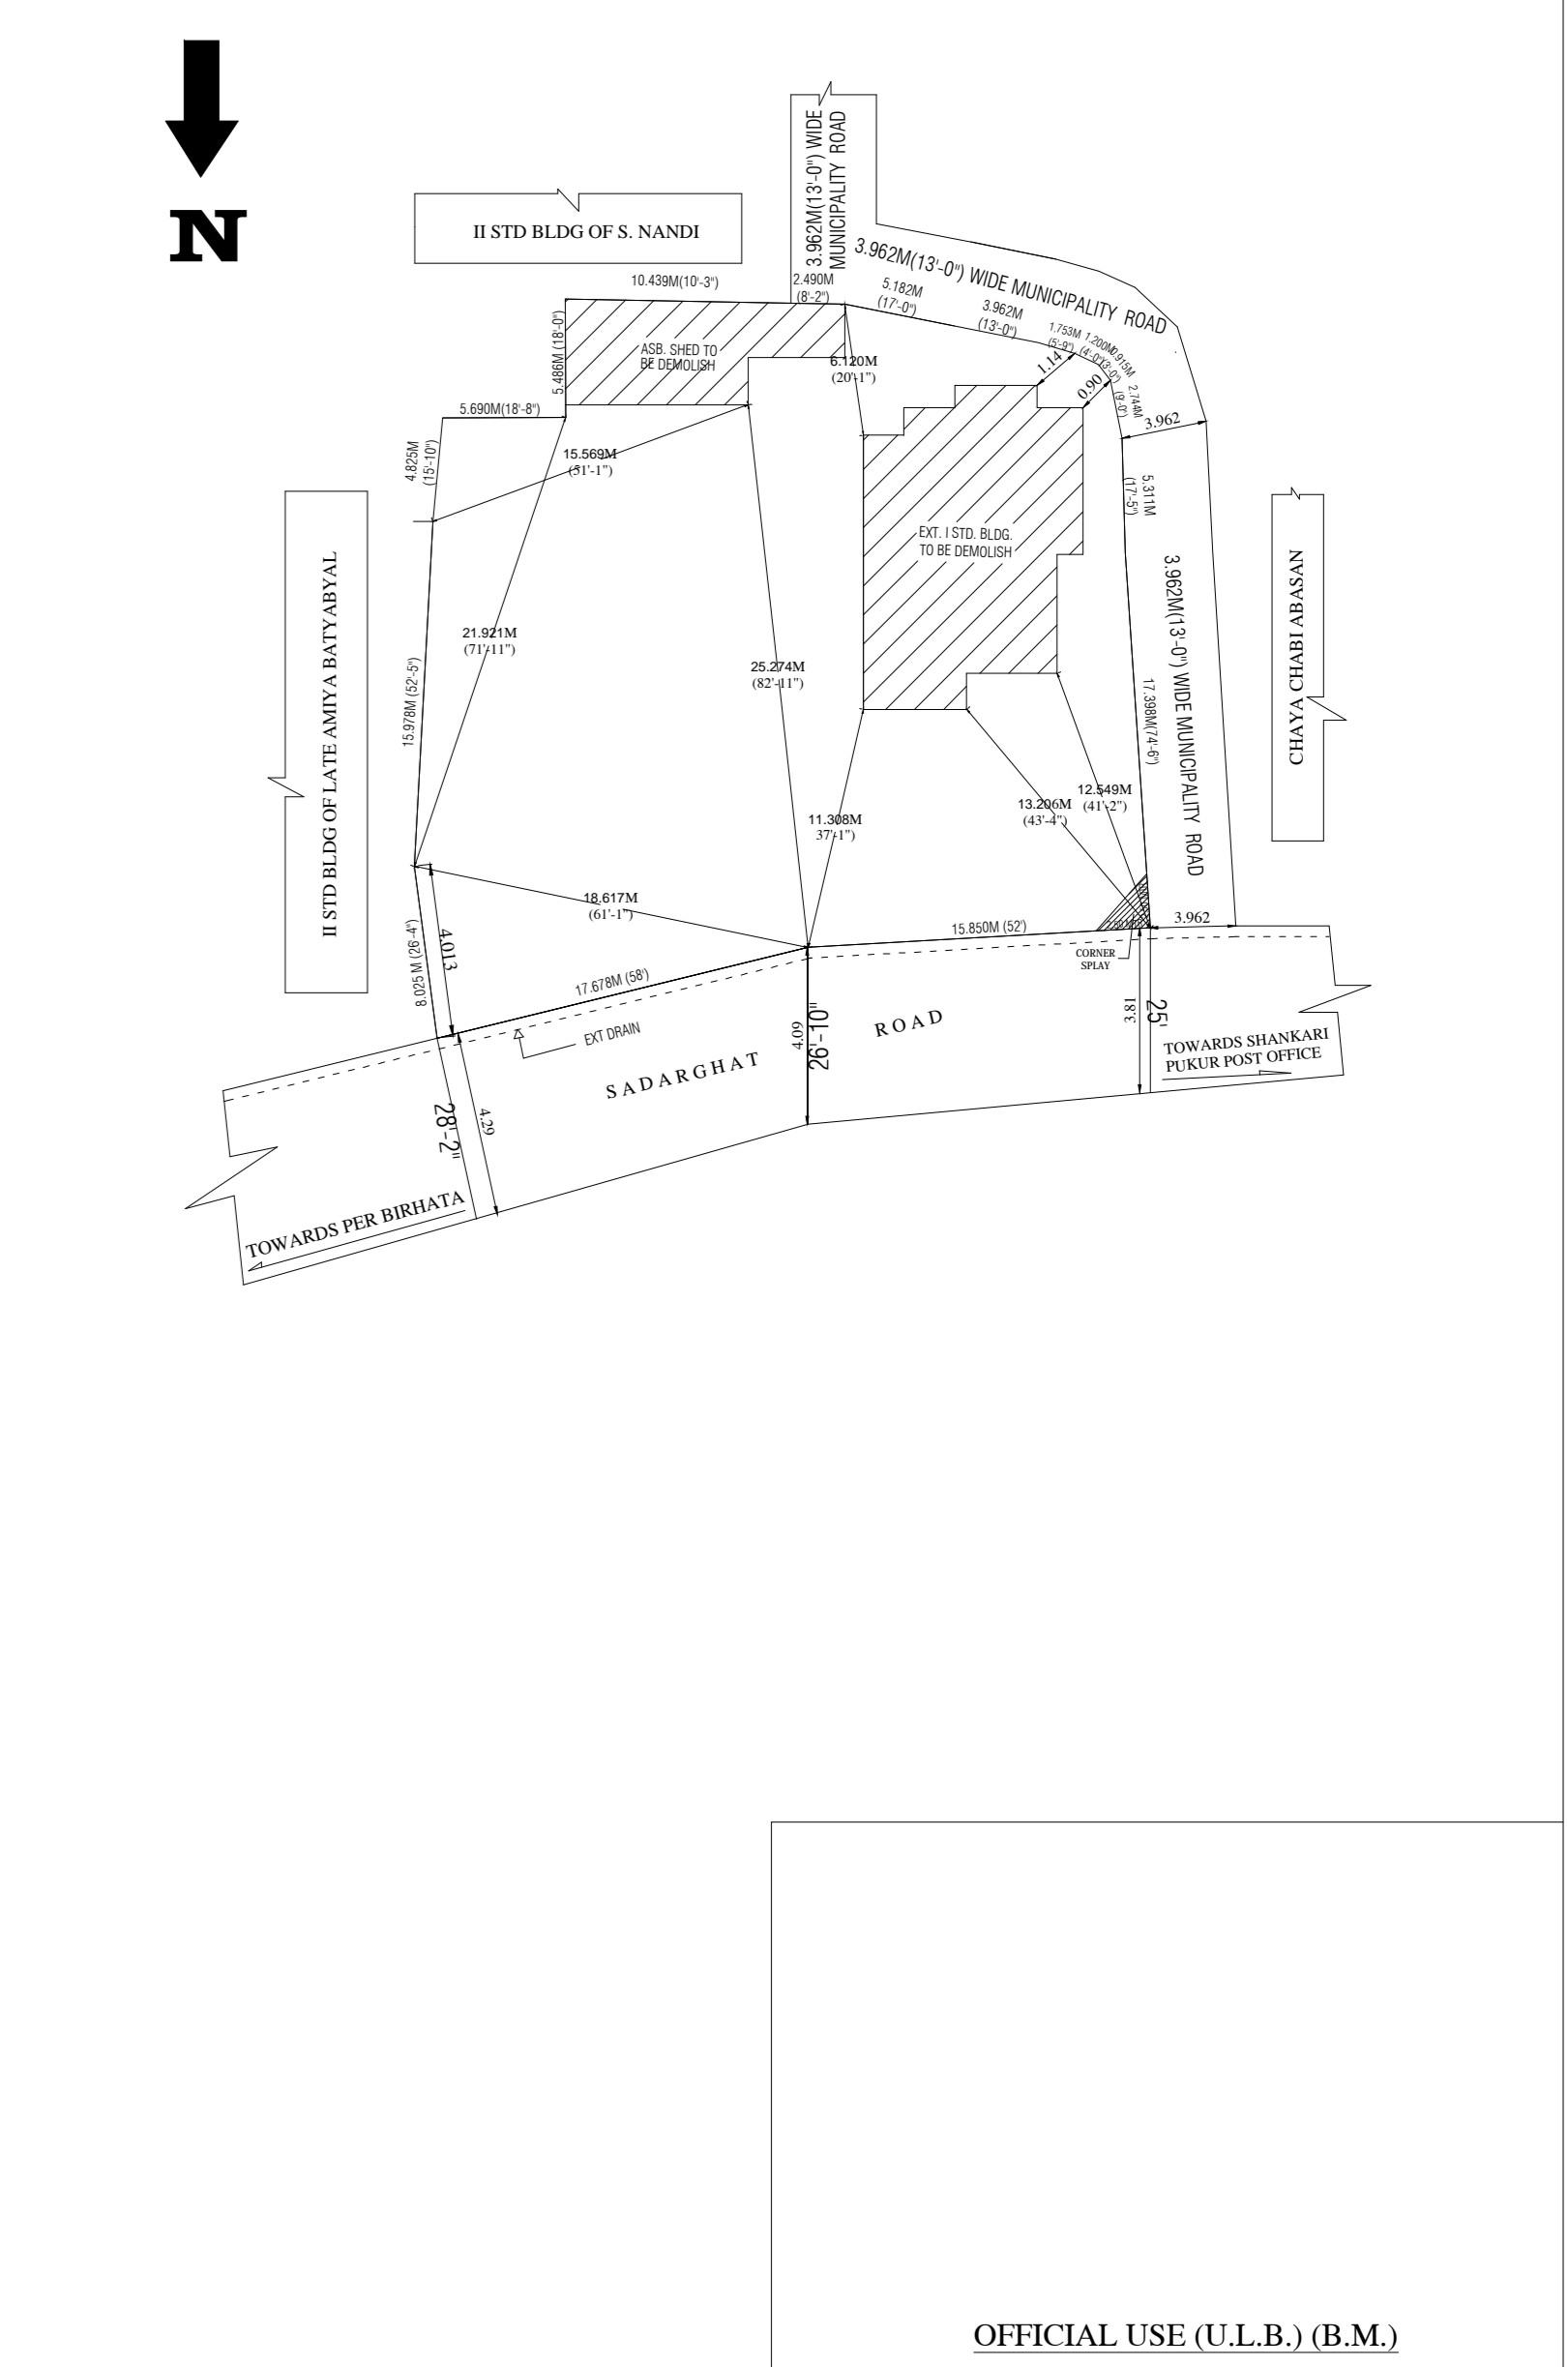 N
II STD BLDG OF S. NANDI
3.962M(13'-0") WIDE
MUNICIPALITY ROAD
3.962M(13'-0") WIDE MUNICIPALITY ROAD
10.439M(10'-3")
2.490M
(8'-2")
5.182M
(17'-0")
3.962M
(13'-0")
1.753M
(5'-9")
1.200M
(4'-0")
0.915M
(3'-0")
2.744M
(9'-0")
1.14
0.90
3.962
5.486M (18'-0")
ASB. SHED TO
BE DEMOLISH
6.120M
(20'-1")
5.690M(18'-8")
4.825M
(15'-10")
15.569M
(51'-1")
5.311M
(17'-5")
EXT. I STD. BLDG.
TO BE DEMOLISH
II STD BLDG OF LATE AMIYA BATYABYAL
CHAYA CHABI ABASAN
3.962M(13'-0") WIDE MUNICIPALITY ROAD
21.921M
(71'-11")
25.274M
(82'-11")
15.978M (52'-5")
17.398M(74'-6")
11.308M
37'-1")
13.206M
(43'-4")
12.549M
(41'-2")
18.617M
(61'-1")
8.025 M (26'-4")
4.013
17.678M (58')
15.850M (52')
3.962
CORNER
SPLAY
EXT DRAIN
SADARGHAT ROAD
4.09
26'-10"
3.81
25'
TOWARDS SHANKARI
PUKUR POST OFFICE
28'-2"
4.29
TOWARDS PER BIRHATA
OFFICIAL USE (U.L.B.) (B.M.)